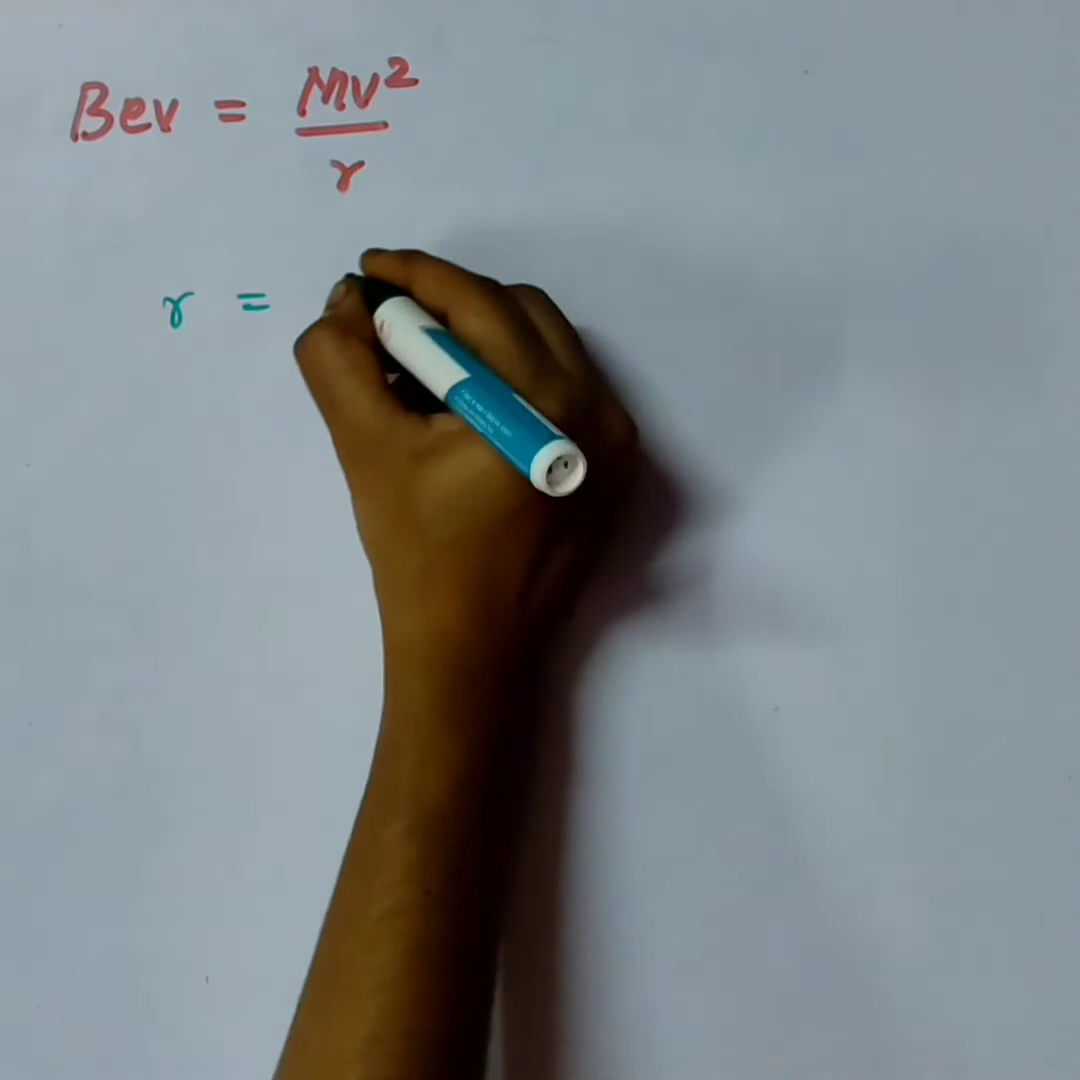 Bev = Mv²
r
r =